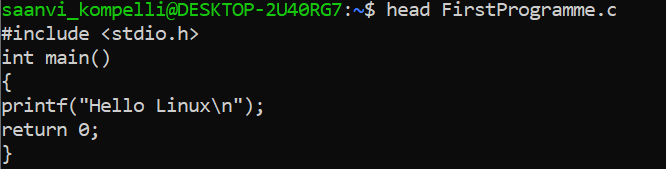 saanvi_kompelli@DESKTOP-2U40RG7:~$ head FirstProgramme.c
#include <stdio.h>
int main()
{
printf("Hello Linux\n");
return 0;
}